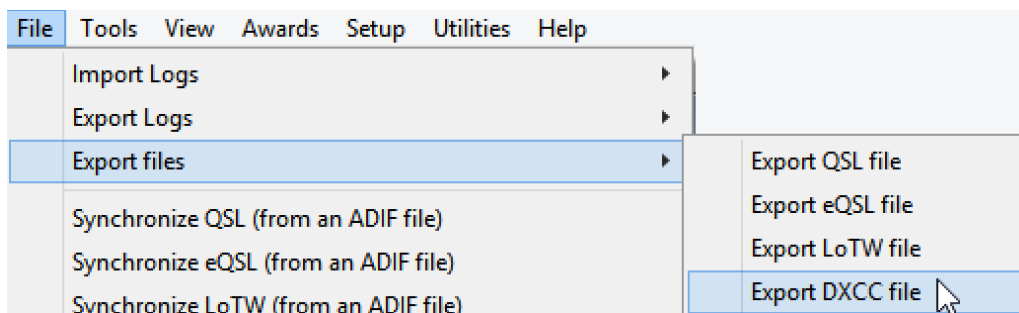 File Tools View Awards Setup Utilities Help
Import Logs
Export Logs
Export files
Export QSL file
Synchronize QSL (from an ADIF file)
Export eQSL file
Synchronize eQSL (from an ADIF file)
Export LoTW file
Synchronize LoTW (from an ADIF file)
Export DXCC file